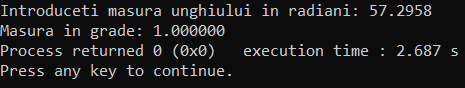 Introduceti masura unghiului in radiani: 57.2958
Masura in grade: 1.000000
Process returned 0 (0x0)   execution time : 2.687 s
Press any key to continue.